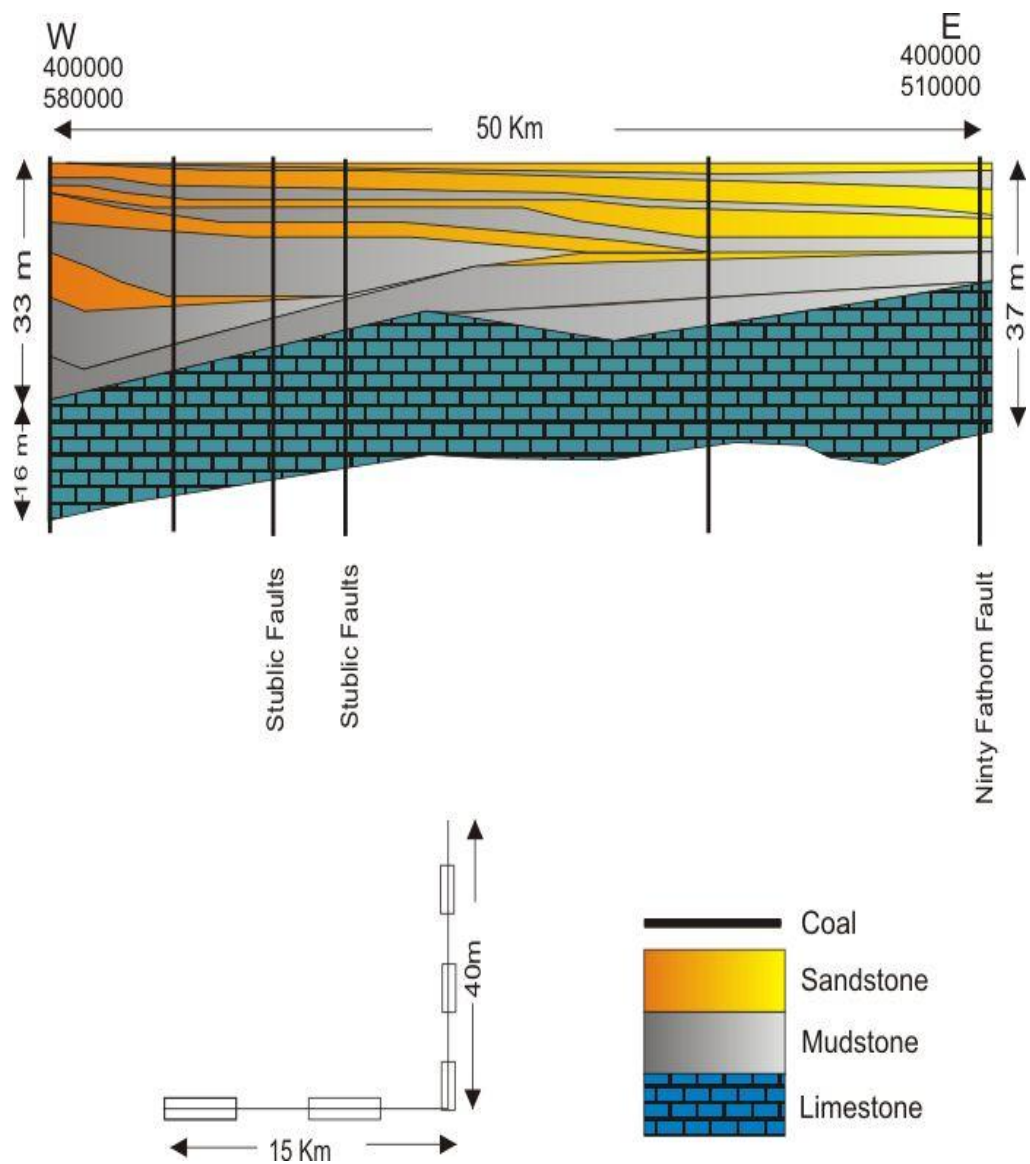 W
400000
580000
E
400000
510000
50 Km
33 m
16 m
37 m
Stublic Faults
Stublic Faults
Ninty Fathom Fault
40m
15 Km
Coal
Sandstone
Mudstone
Limestone